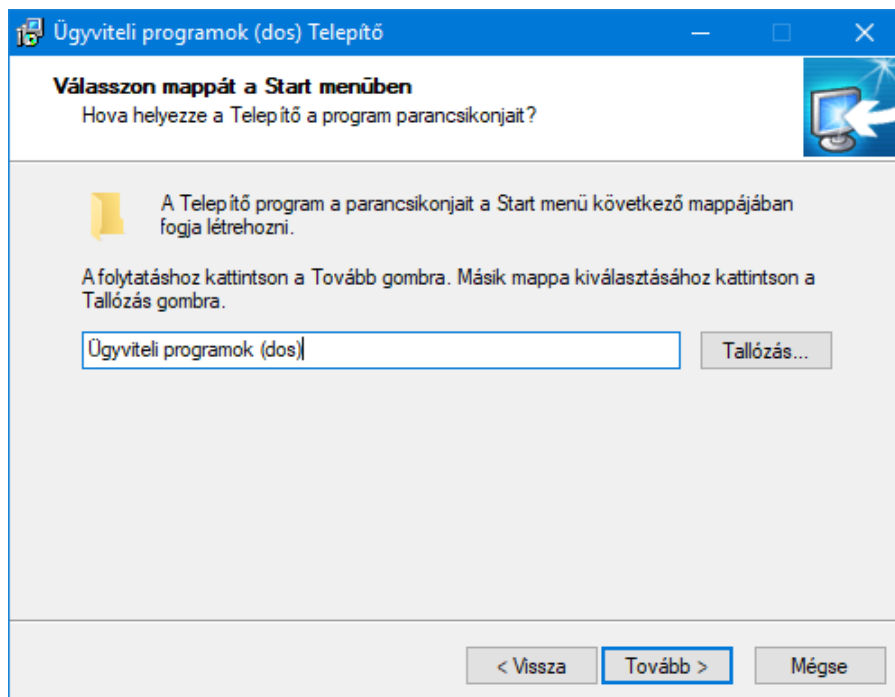 Ügyviteli programok (dos) Telepítő
Válasszon mappát a Start menüben
Hova helyezze a Telepítő a program parancsikonjait?
A Telepítő program a parancsikonjait a Start menü következő mappájában
fogja létrehozni.
A folytatáshoz kattintson a Tovább gombra. Másik mappa kiválasztásához kattintson a
Tallózás gombra.
Ügyviteli programok (dos)
Tallózás...
< Vissza
Tovább >
Mégse